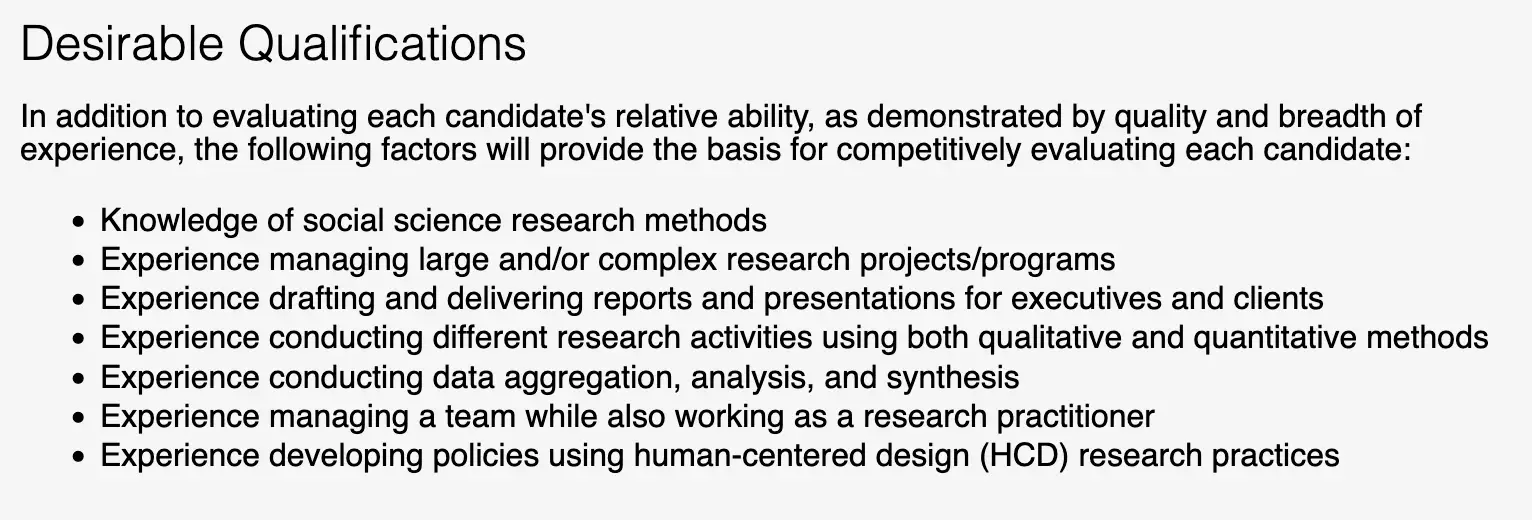 Desirable Qualifications
In addition to evaluating each candidate's relative ability, as demonstrated by quality and breadth of
experience, the following factors will provide the basis for competitively evaluating each candidate:
• Knowledge of social science research methods
• Experience managing large and/or complex research projects/programs
• Experience drafting and delivering reports and presentations for executives and clients
• Experience conducting different research activities using both qualitative and quantitative methods
• Experience conducting data aggregation, analysis, and synthesis
• Experience managing a team while also working as a research practitioner
• Experience developing policies using human-centered design (HCD) research practices